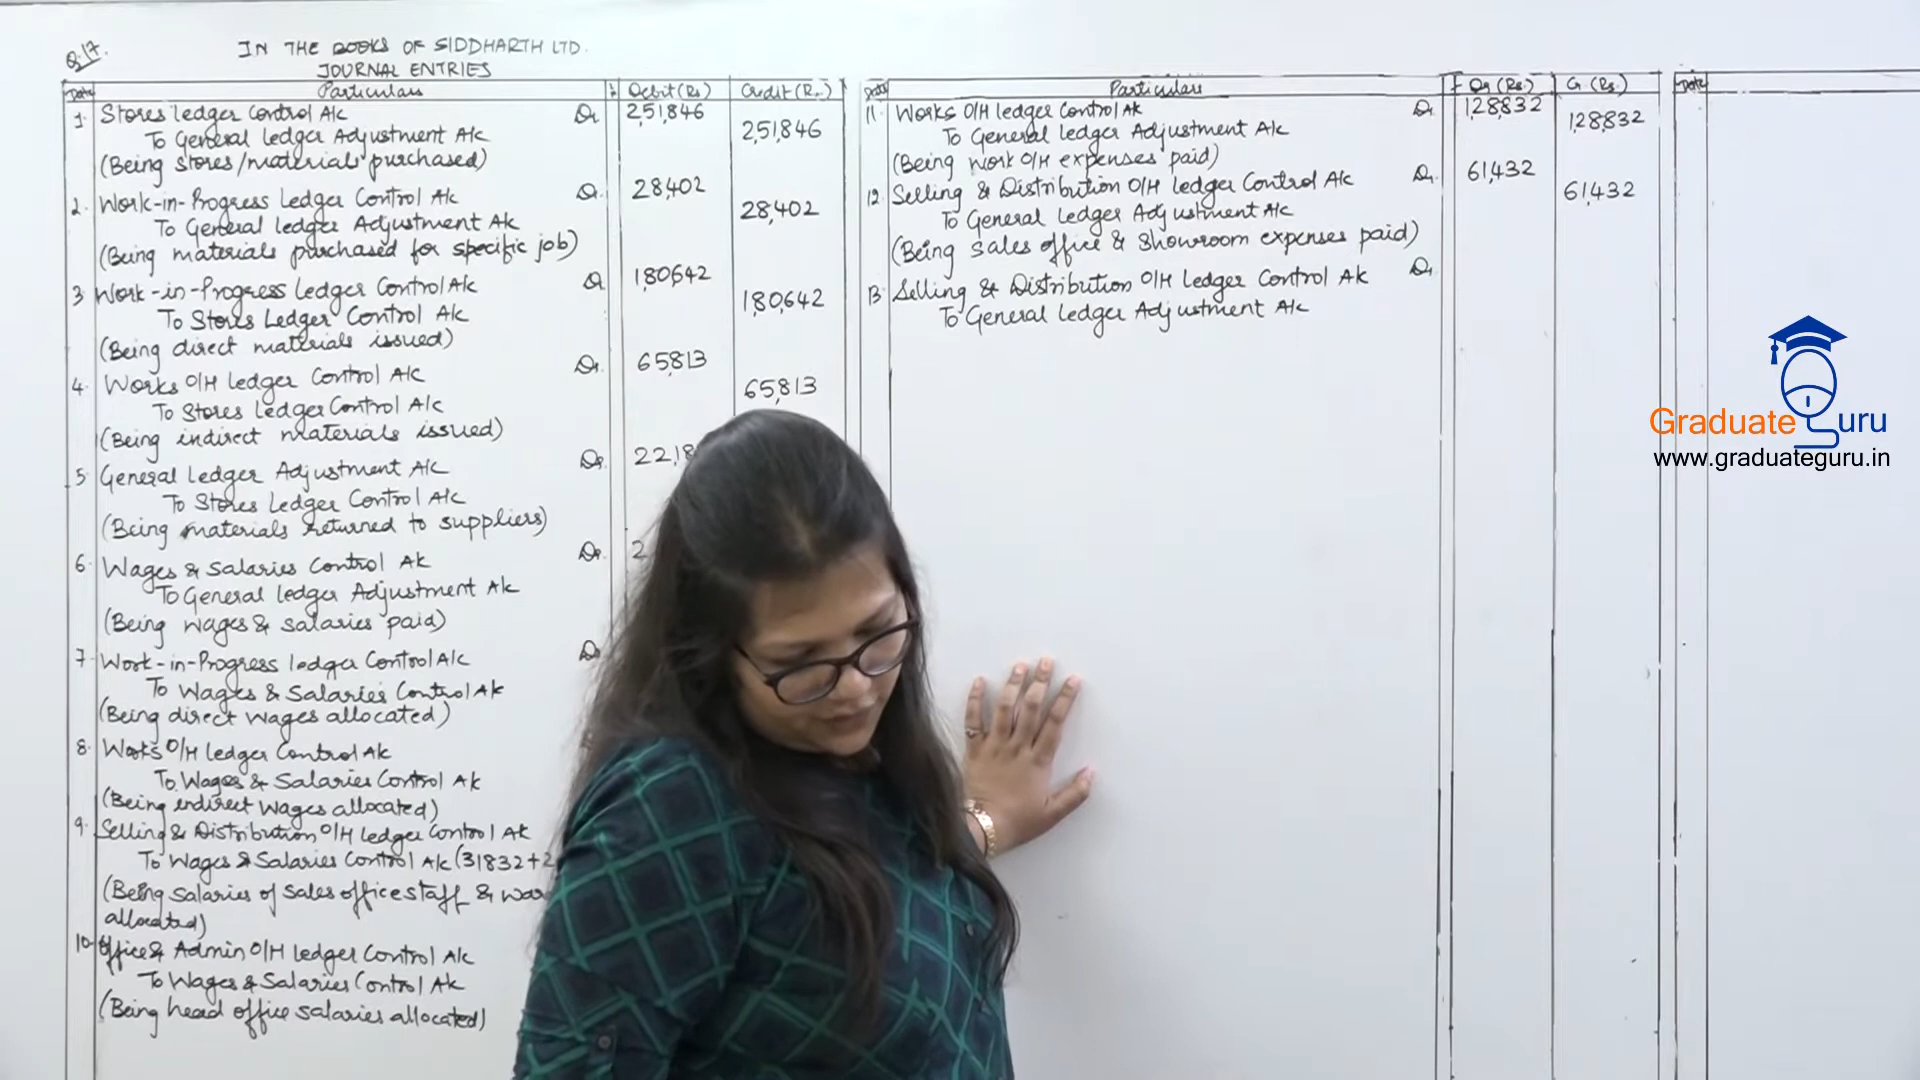 Q.17.
IN THE BOOKS OF SIDDHARTH LTD.
JOURNAL ENTRIES
Date Particulars Debit (Rs) Credit (Rs.)
1. Stores ledger Control A/c Dr 2,51,846
To General Ledger Adjustment A/c 2,51,846
(Being stores/materials purchased)
2. Work-in-Progress Ledger Control A/c Dr. 28,402
To General ledger Adjustment A/c 28,402
(Being materials purchased for specific job)
3 Work-in-Progress Ledger Control A/c Dr 1,80,642
To Stores Ledger Control A/c 1,80,642
(Being direct materials issued)
4. Works O/H ledger Control A/c Dr. 65,813
To Stores Ledger Control A/c 65,813
(Being indirect materials issued)
5. General Ledger Adjustment A/c Dr.
To Stores Ledger Control A/c
(Being materials returned to suppliers)
6. Wages & Salaries Control A/c Dr.
To General ledger Adjustment A/c
(Being wages & salaries paid)
7. Work-in-Progress ledger Control A/c
To Wages & Salaries Control A/c
(Being direct wages allocated)
8. Works O/H ledger Control A/c
To Wages & Salaries Control A/c
(Being indirect wages allocated)
9. Selling & Distribution O/H ledger Control A/c
To Wages & Salaries Control A/c (31832+2
(Being salaries of sales office staff &
allocated)
10. Office & Admin O/H ledger Control A/c
To Wages & Salaries Control A/c
(Being head office salaries allocated)
Particulars F Dr (Rs.) Cr (Rs.)
11. Works O/H ledger Control A/c Dr 1,28,832
To General ledger Adjustment A/c 1,28,832
(Being work O/H expenses paid)
12. Selling & Distribution O/H ledger Control A/c Dr. 61,432
To General Ledger Adjustment A/c 61,432
(Being sales office & showroom expenses paid)
13. Selling & Distribution O/H Ledger Control A/c Dr.
To General Ledger Adjustment A/c
Date
Graduate uru
www.graduateguru.in